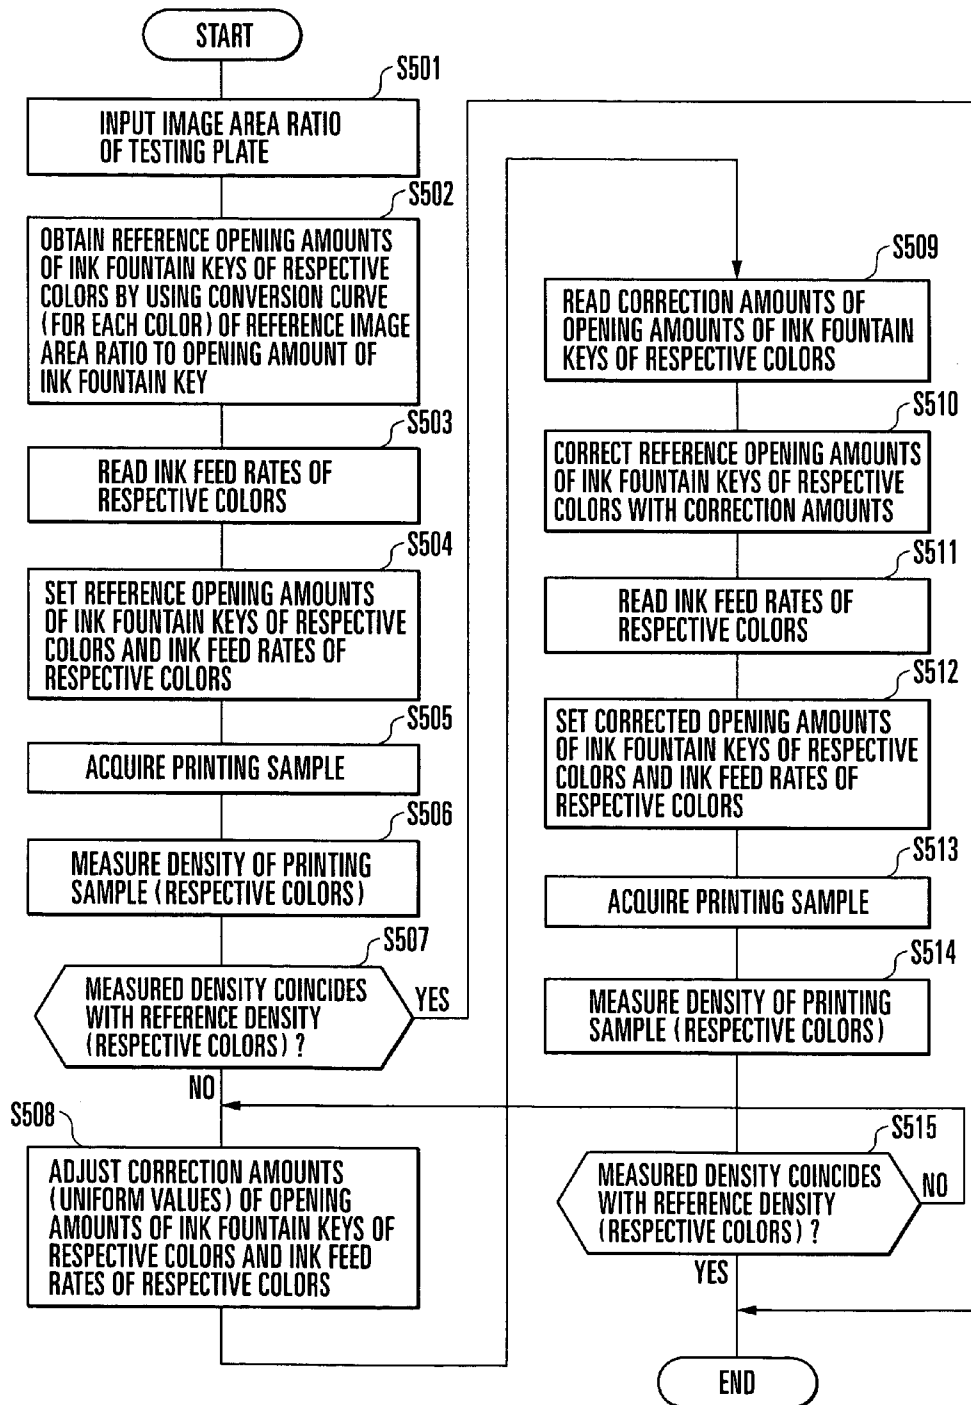 START
S501
INPUT IMAGE AREA RATIO
OF TESTING PLATE
S502
OBTAIN REFERENCE OPENING AMOUNTS
OF INK FOUNTAIN KEYS OF RESPECTIVE
COLORS BY USING CONVERSION CURVE
(FOR EACH COLOR) OF REFERENCE IMAGE
AREA RATIO TO OPENING AMOUNT OF
INK FOUNTAIN KEY
S503
READ INK FEED RATES OF
RESPECTIVE COLORS
S504
SET REFERENCE OPENING AMOUNTS
OF INK FOUNTAIN KEYS OF RESPECTIVE
COLORS AND INK FEED RATES OF
RESPECTIVE COLORS
S505
ACQUIRE PRINTING SAMPLE
S506
MEASURE DENSITY OF PRINTING
SAMPLE (RESPECTIVE COLORS)
S507
MEASURED DENSITY COINCIDES
WITH REFERENCE DENSITY
(RESPECTIVE COLORS) ?
YES
NO
S508
ADJUST CORRECTION AMOUNTS
(UNIFORM VALUES) OF OPENING
AMOUNTS OF INK FOUNTAIN KEYS OF
RESPECTIVE COLORS AND INK FEED
RATES OF RESPECTIVE COLORS
S509
READ CORRECTION AMOUNTS OF
OPENING AMOUNTS OF INK FOUNTAIN
KEYS OF RESPECTIVE COLORS
S510
CORRECT REFERENCE OPENING AMOUNTS
OF INK FOUNTAIN KEYS OF RESPECTIVE
COLORS WITH CORRECTION AMOUNTS
S511
READ INK FEED RATES OF
RESPECTIVE COLORS
S512
SET CORRECTED OPENING AMOUNTS
OF INK FOUNTAIN KEYS OF RESPECTIVE
COLORS AND INK FEED RATES OF
RESPECTIVE COLORS
S513
ACQUIRE PRINTING SAMPLE
S514
MEASURE DENSITY OF PRINTING
SAMPLE (RESPECTIVE COLORS)
S515
MEASURED DENSITY COINCIDES
WITH REFERENCE DENSITY
(RESPECTIVE COLORS) ?
NO
YES
END